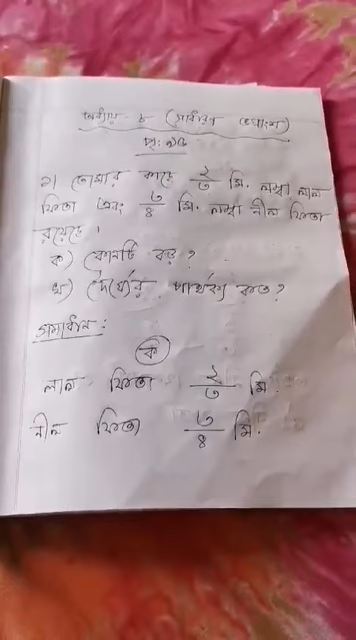 অধ্যায় ৮ (সাধারণ ভগ্নাংশ)
পৃ: ৯৬
১) তোমার কাছে ২/৩ মি. লম্বা লাল
ফিতা এবং ৩/৪ মি. লম্বা নীল ফিতা
রয়েছে।
ক) কোনটি বড়?
খ) দৈর্ঘ্যের পার্থক্য কত?
সমাধান:
ক
লাল ফিতা ২/৩ মি.
নীল ফিতা ৩/৪ মি.